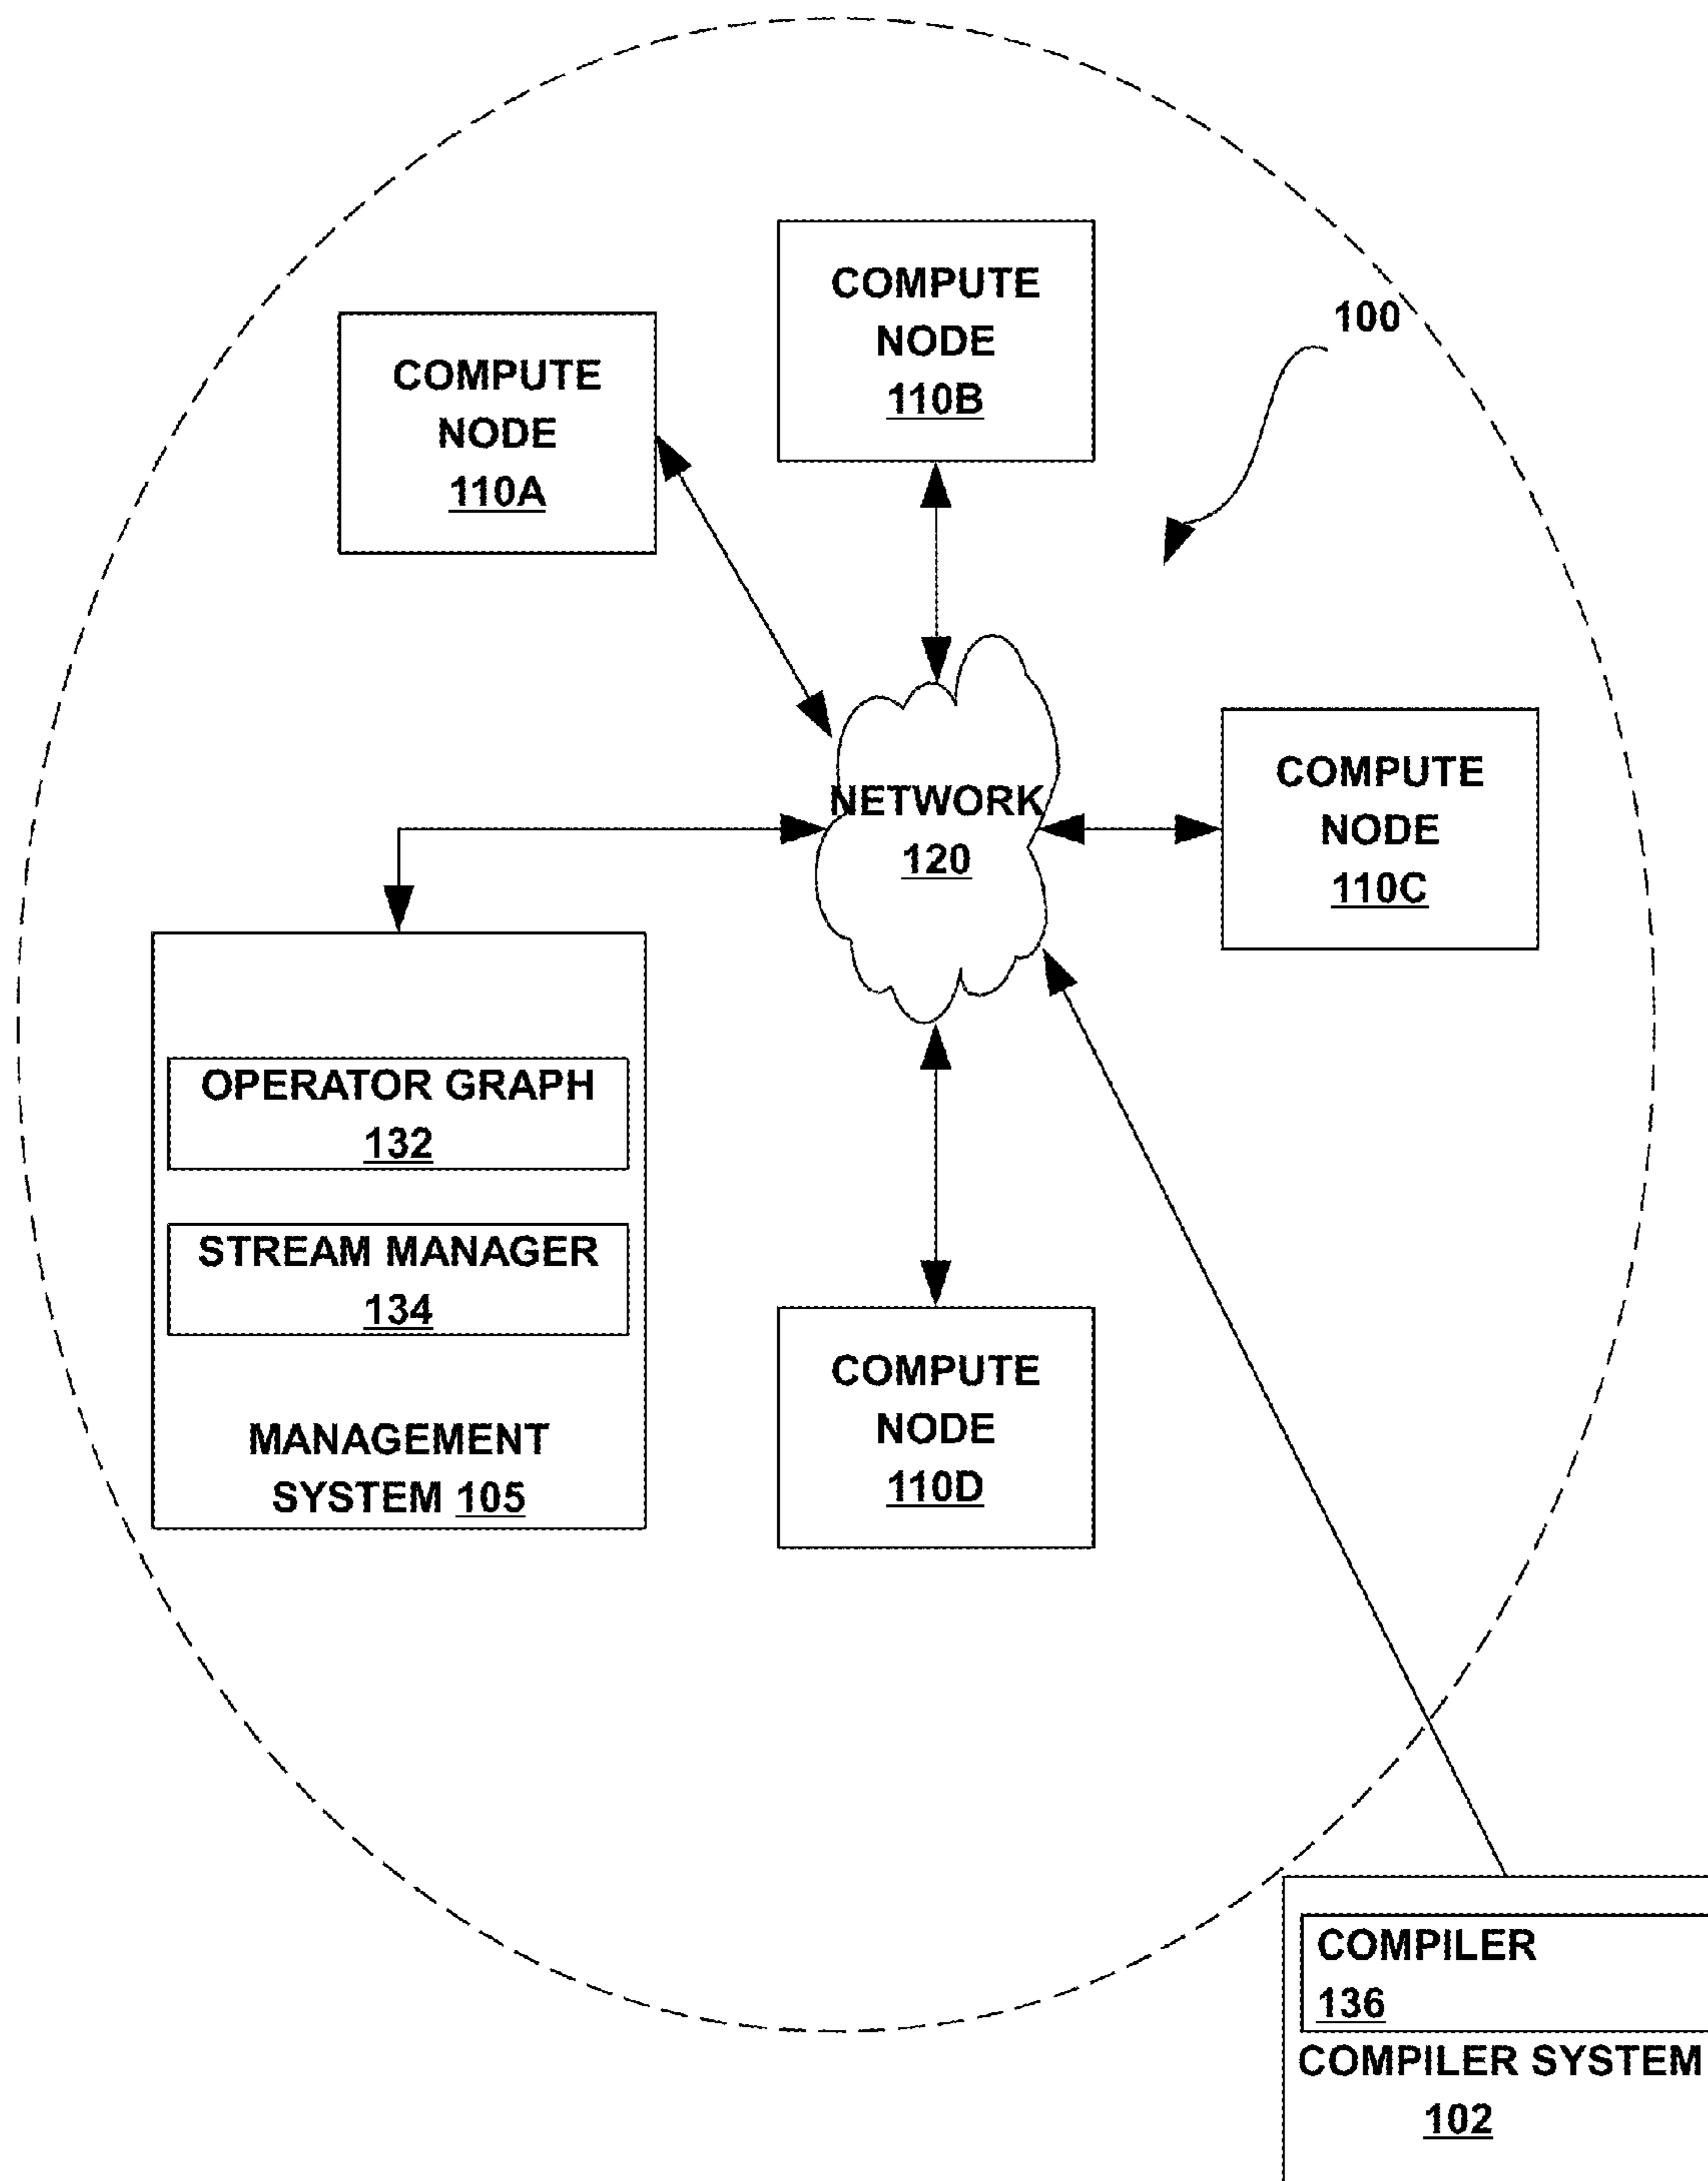 COMPUTE
NODE
110B
100
COMPUTE
NODE
110A
NETWORK
120
COMPUTE
NODE
110C
OPERATOR GRAPH
132
STREAM MANAGER
134
MANAGEMENT
SYSTEM 105
COMPUTE
NODE
110D
COMPILER
136
COMPILER SYSTEM
102